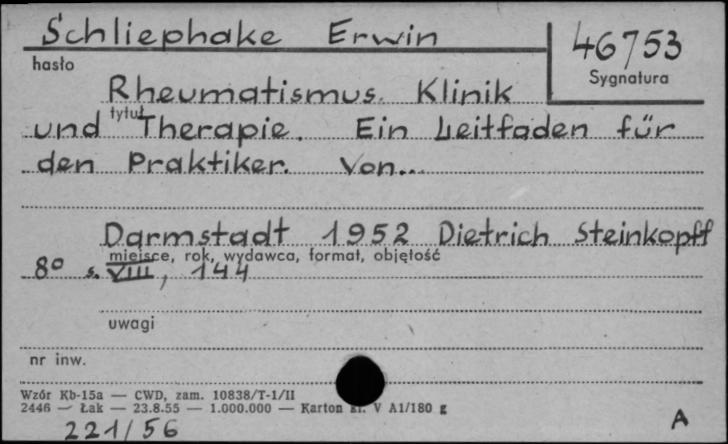 Schliephake Erwin
46753
hasło
Sygnatura
Rheumatismus. Klinik
tytuł
und Therapie. Ein Leitfaden für
den Praktiker. Von...
Darmstadt 1952 Dietrich Steinkopff
miejsce, rok, wydawca, format, objętość
8° s. VIII, 144
uwagi
nr inw.
Wzór Kb-15a — CWD, zam. 10838/T-1/II
2446 — Łak — 23.8.55 — 1.000.000 — Karton kl. V A1/180 g
221/56
A